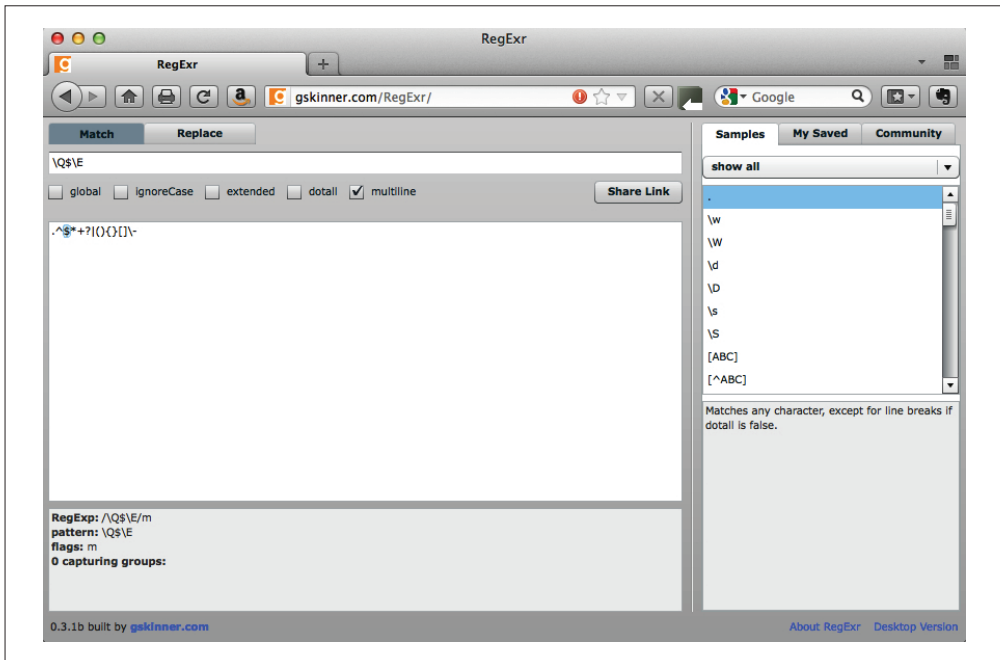 RegExr
RegExr
gskinner.com/RegExr/
Google
Match Replace
\Q$\E
global ignoreCase extended dotall multiline Share Link
.^$*+?|(){}[]\-
RegExp: /\Q$\E/m
pattern: \Q$\E
flags: m
0 capturing groups:
Samples My Saved Community
show all
.
\w
\W
\d
\D
\s
\S
[ABC]
[^ABC]
Matches any character, except for line breaks if
dotall is false.
0.3.1b built by gskinner.com
About RegExr Desktop Version